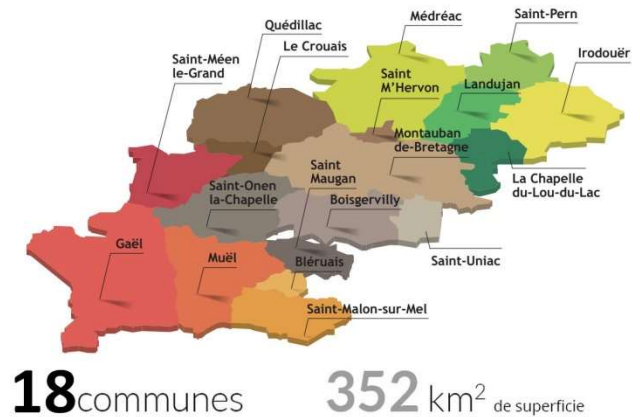 Médréac
Saint-Pern
Quédillac
Le Crouais
Irodouër
Saint-Méen
le-Grand
Saint
M'Hervon
Landujan
Montauban
de-Bretagne
Saint
Maugan
La Chapelle
du-Lou-du-Lac
Saint-Onen
la-Chapelle
Boisgervilly
Gaël
Muël
Bléruais
Saint-Uniac
Saint-Malon-sur-Mel
18 communes
352 km² de superficie